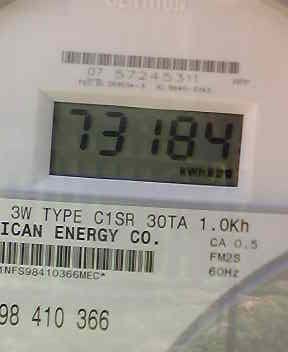 07 57245311
73184
3W TYPE C1SR 30TA 1.0Kh
ICAN ENERGY CO.
CA 0.5
FM2S
60Hz
1NFS98410366MEC*
98 410 366